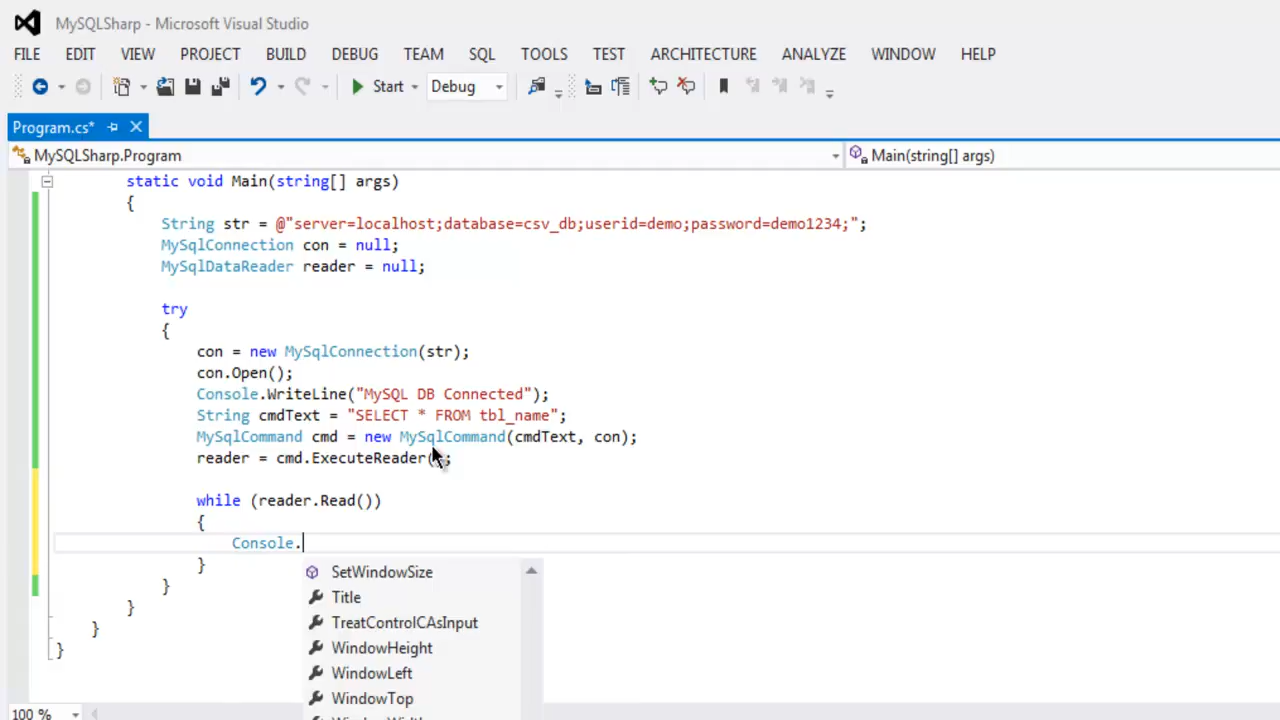 MySQLSharp - Microsoft Visual Studio
FILE EDIT VIEW PROJECT BUILD DEBUG TEAM SQL TOOLS TEST ARCHITECTURE ANALYZE WINDOW HELP
Start Debug
Program.cs*
MySQLSharp.Program Main(string[] args)
static void Main(string[] args)
{
String str = @"server=localhost;database=csv_db;userid=demo;password=demo1234;";
MySqlConnection con = null;
MySqlDataReader reader = null;
try
{
con = new MySqlConnection(str);
con.Open();
Console.WriteLine("MySQL DB Connected");
String cmdText = "SELECT * FROM tbl_name";
MySqlCommand cmd = new MySqlCommand(cmdText, con);
reader = cmd.ExecuteReader();
while (reader.Read())
{
Console.
}
SetWindowSize
}
Title
}
TreatControlCAsInput
}
WindowHeight
}
WindowLeft
WindowTop
WindowWidth
100 %